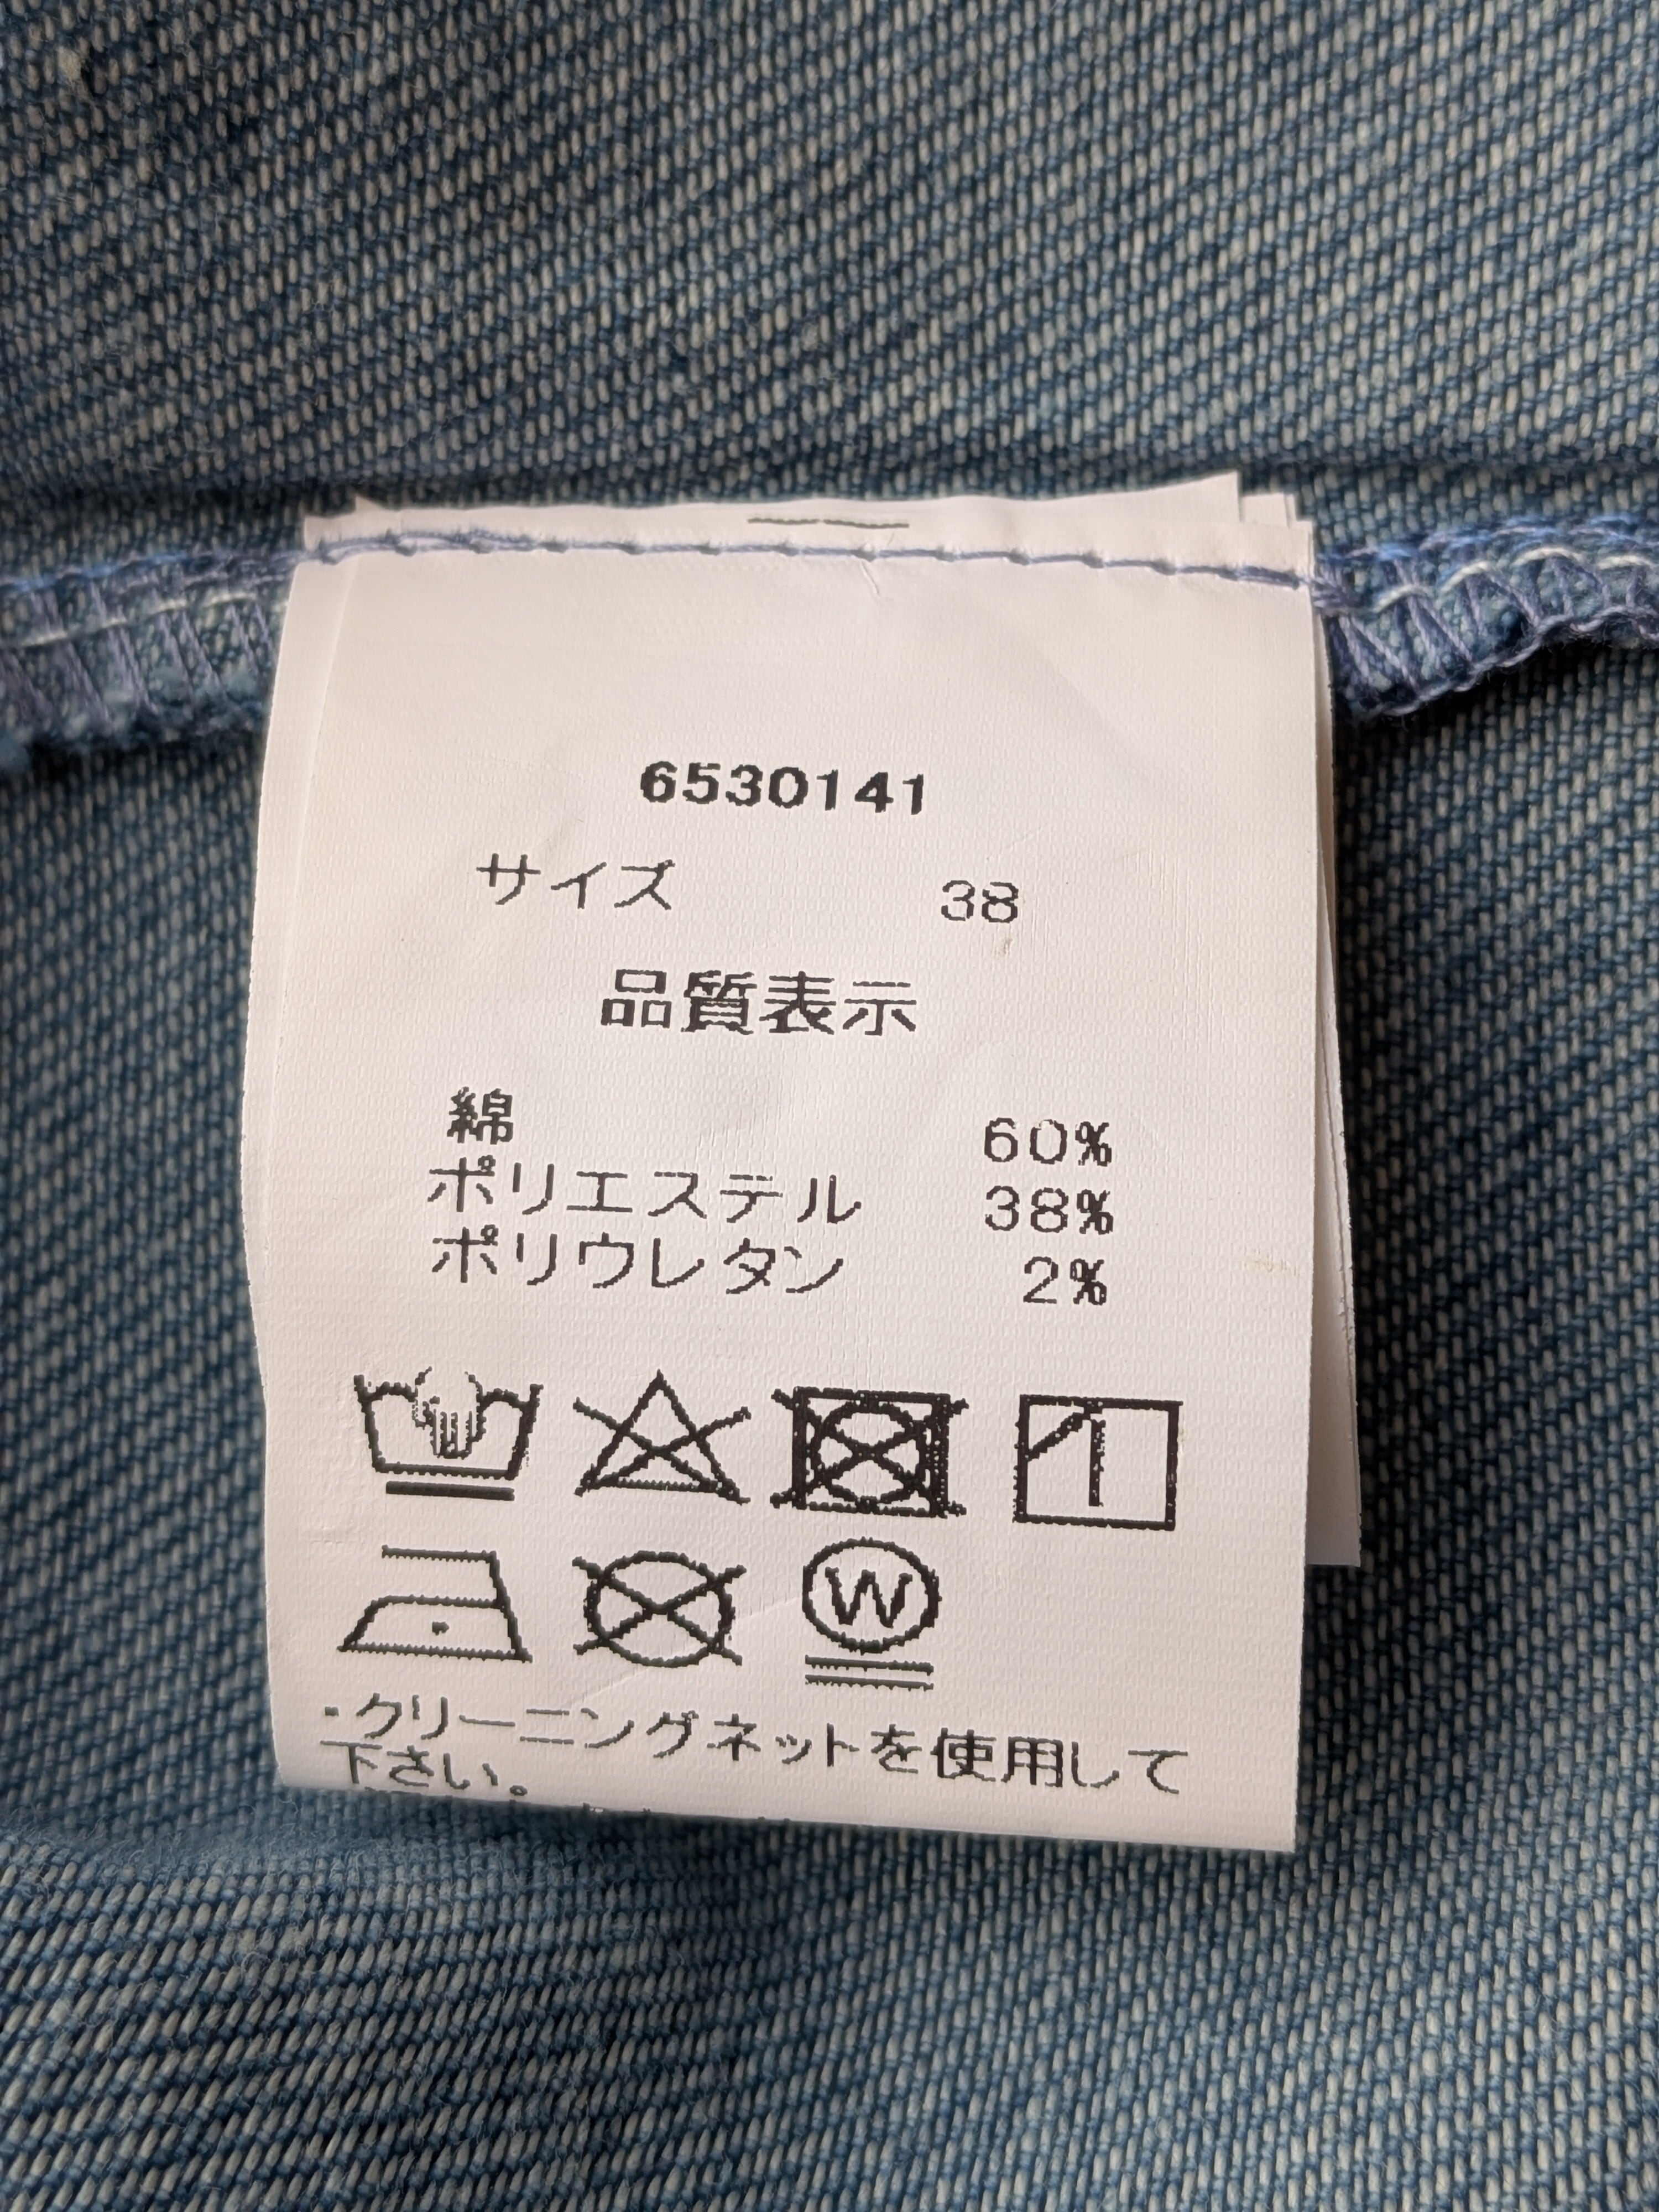 6530141
サイズ 38
品質表示
綿 60%
ポリエステル 38%
ポリウレタン 2%
W
・クリーニングネットを使用して
下さい。